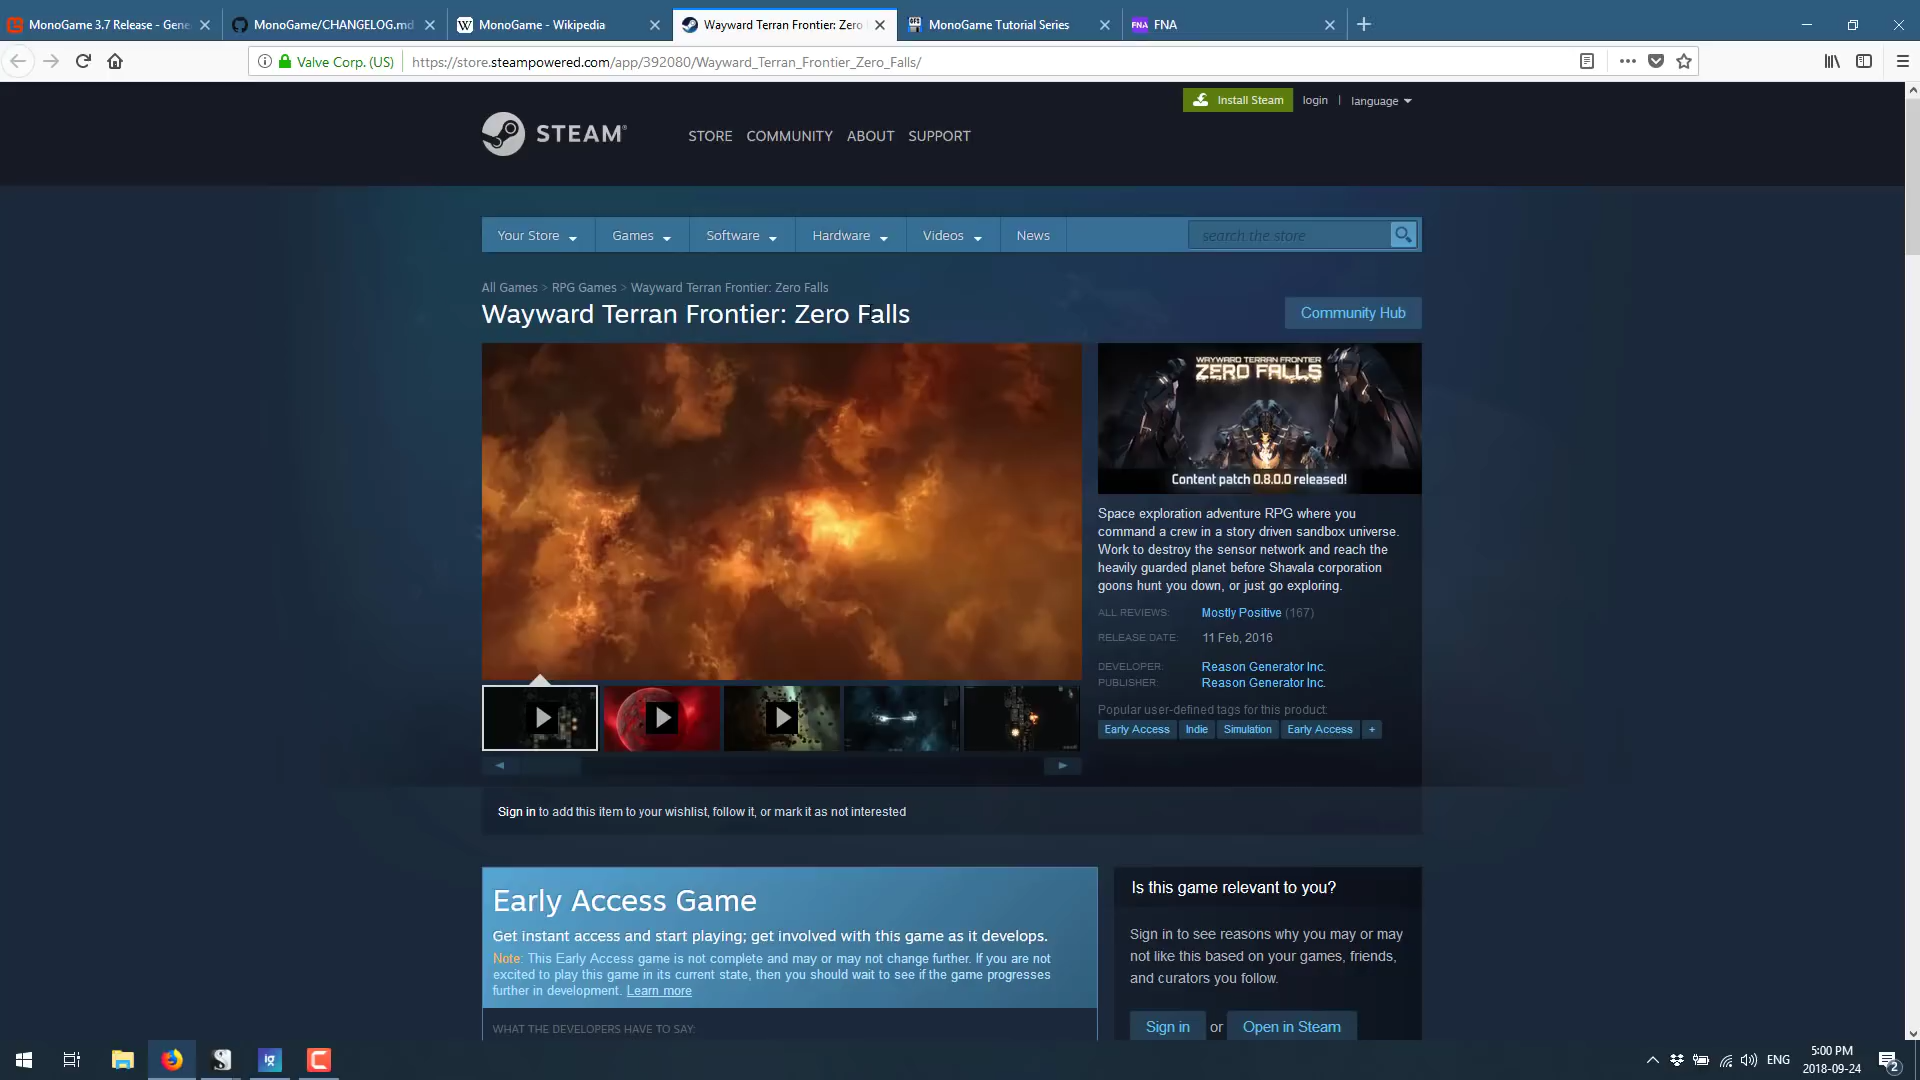 MonoGame 3.7 Release - Gene
MonoGame/CHANGELOG.md
MonoGame - Wikipedia
Wayward Terran Frontier: Zero
MonoGame Tutorial Series
FNA
FNA
Valve Corp. (US)
https://store.steampowered.com/app/392080/Wayward_Terran_Frontier_Zero_Falls/
Install Steam
login
|
language
STEAM
STORE
COMMUNITY
ABOUT
SUPPORT
Your Store
Games
Software
Hardware
Videos
News
search the store
All Games > RPG Games > Wayward Terran Frontier: Zero Falls
Wayward Terran Frontier: Zero Falls
Community Hub
WAYWARD TERRAN FRONTIER
ZERO FALLS
Content patch 0.8.0.0 released!
Space exploration adventure RPG where you
command a crew in a story driven sandbox universe.
Work to destroy the sensor network and reach the
heavily guarded planet before Shavala corporation
goons hunt you down, or just go exploring.
ALL REVIEWS: Mostly Positive (167)
RELEASE DATE: 11 Feb, 2016
DEVELOPER: Reason Generator Inc.
PUBLISHER: Reason Generator Inc.
Popular user-defined tags for this product:
Early Access
Indie
Simulation
Early Access
+
Sign in to add this item to your wishlist, follow it, or mark it as not interested
Early Access Game
Get instant access and start playing; get involved with this game as it develops.
Note: This Early Access game is not complete and may or may not change further. If you are not
excited to play this game in its current state, then you should wait to see if the game progresses
further in development. Learn more
WHAT THE DEVELOPERS HAVE TO SAY:
Is this game relevant to you?
Sign in to see reasons why you may or may
not like this based on your games, friends,
and curators you follow.
Sign in or Open in Steam
ig
ENG
5:00 PM
2018-09-24
2